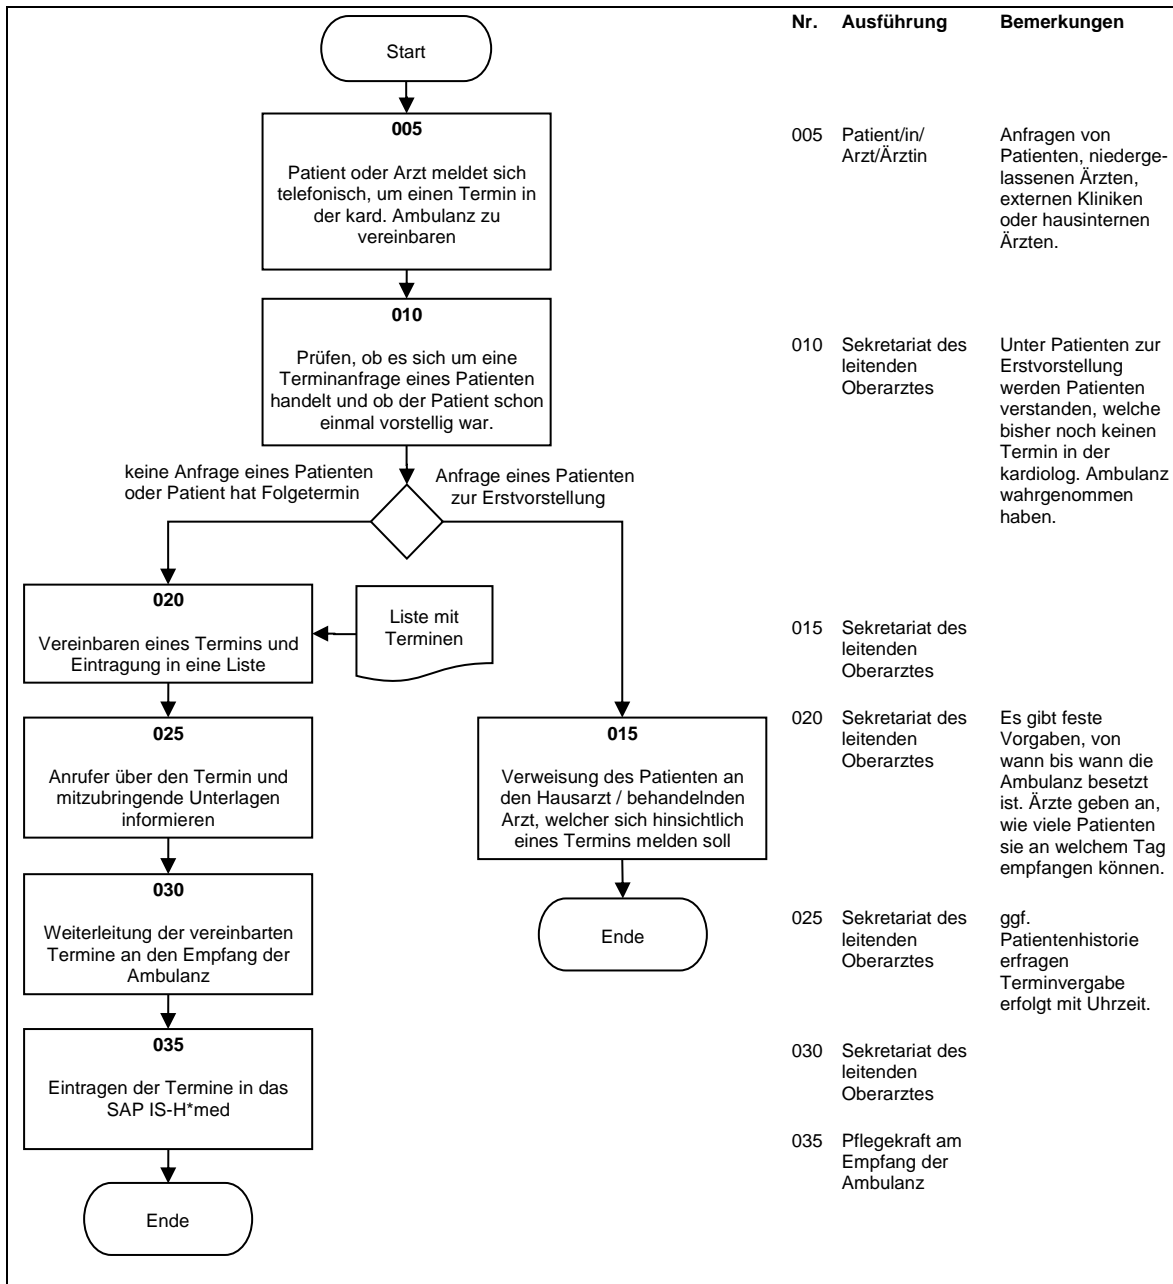 Start
005
Patient oder Arzt meldet sich
telefonisch, um einen Termin in
der kard. Ambulanz zu
vereinbaren
010
Prüfen, ob es sich um eine
Terminanfrage eines Patienten
handelt und ob der Patient schon
einmal vorstellig war.
keine Anfrage eines Patienten
oder Patient hat Folgetermin
Anfrage eines Patienten
zur Erstvorstellung
020
Vereinbaren eines Termins und
Eintragung in eine Liste
Liste mit
Terminen
025
Anrufer über den Termin und
mitzubringende Unterlagen
informieren
030
Weiterleitung der vereinbarten
Termine an den Empfang der
Ambulanz
035
Eintragen der Termine in das
SAP IS-H*med
Ende
015
Verweisung des Patienten an
den Hausarzt / behandelnden
Arzt, welcher sich hinsichtlich
eines Termins melden soll
Ende
Nr. Ausführung Bemerkungen
005 Patient/in/ Anfragen von
Arzt/Ärztin Patienten, niederge-
lassenen Ärzten,
externen Kliniken
oder hausinternen
Ärzten.
010 Sekretariat des Unter Patienten zur
leitenden Erstvorstellung
Oberarztes werden Patienten
verstanden, welche
bisher noch keinen
Termin in der
kardiolog. Ambulanz
wahrgenommen
haben.
015 Sekretariat des
leitenden
Oberarztes
020 Sekretariat des Es gibt feste
leitenden Vorgaben, von
Oberarztes wann bis wann die
Ambulanz besetzt
ist. Ärzte geben an,
wie viele Patienten
sie an welchem Tag
empfangen können.
025 Sekretariat des ggf.
leitenden Patientenhistorie
Oberarztes erfragen
Terminvergabe
erfolgt mit Uhrzeit.
030 Sekretariat des
leitenden
Oberarztes
035 Pflegekraft am
Empfang der
Ambulanz